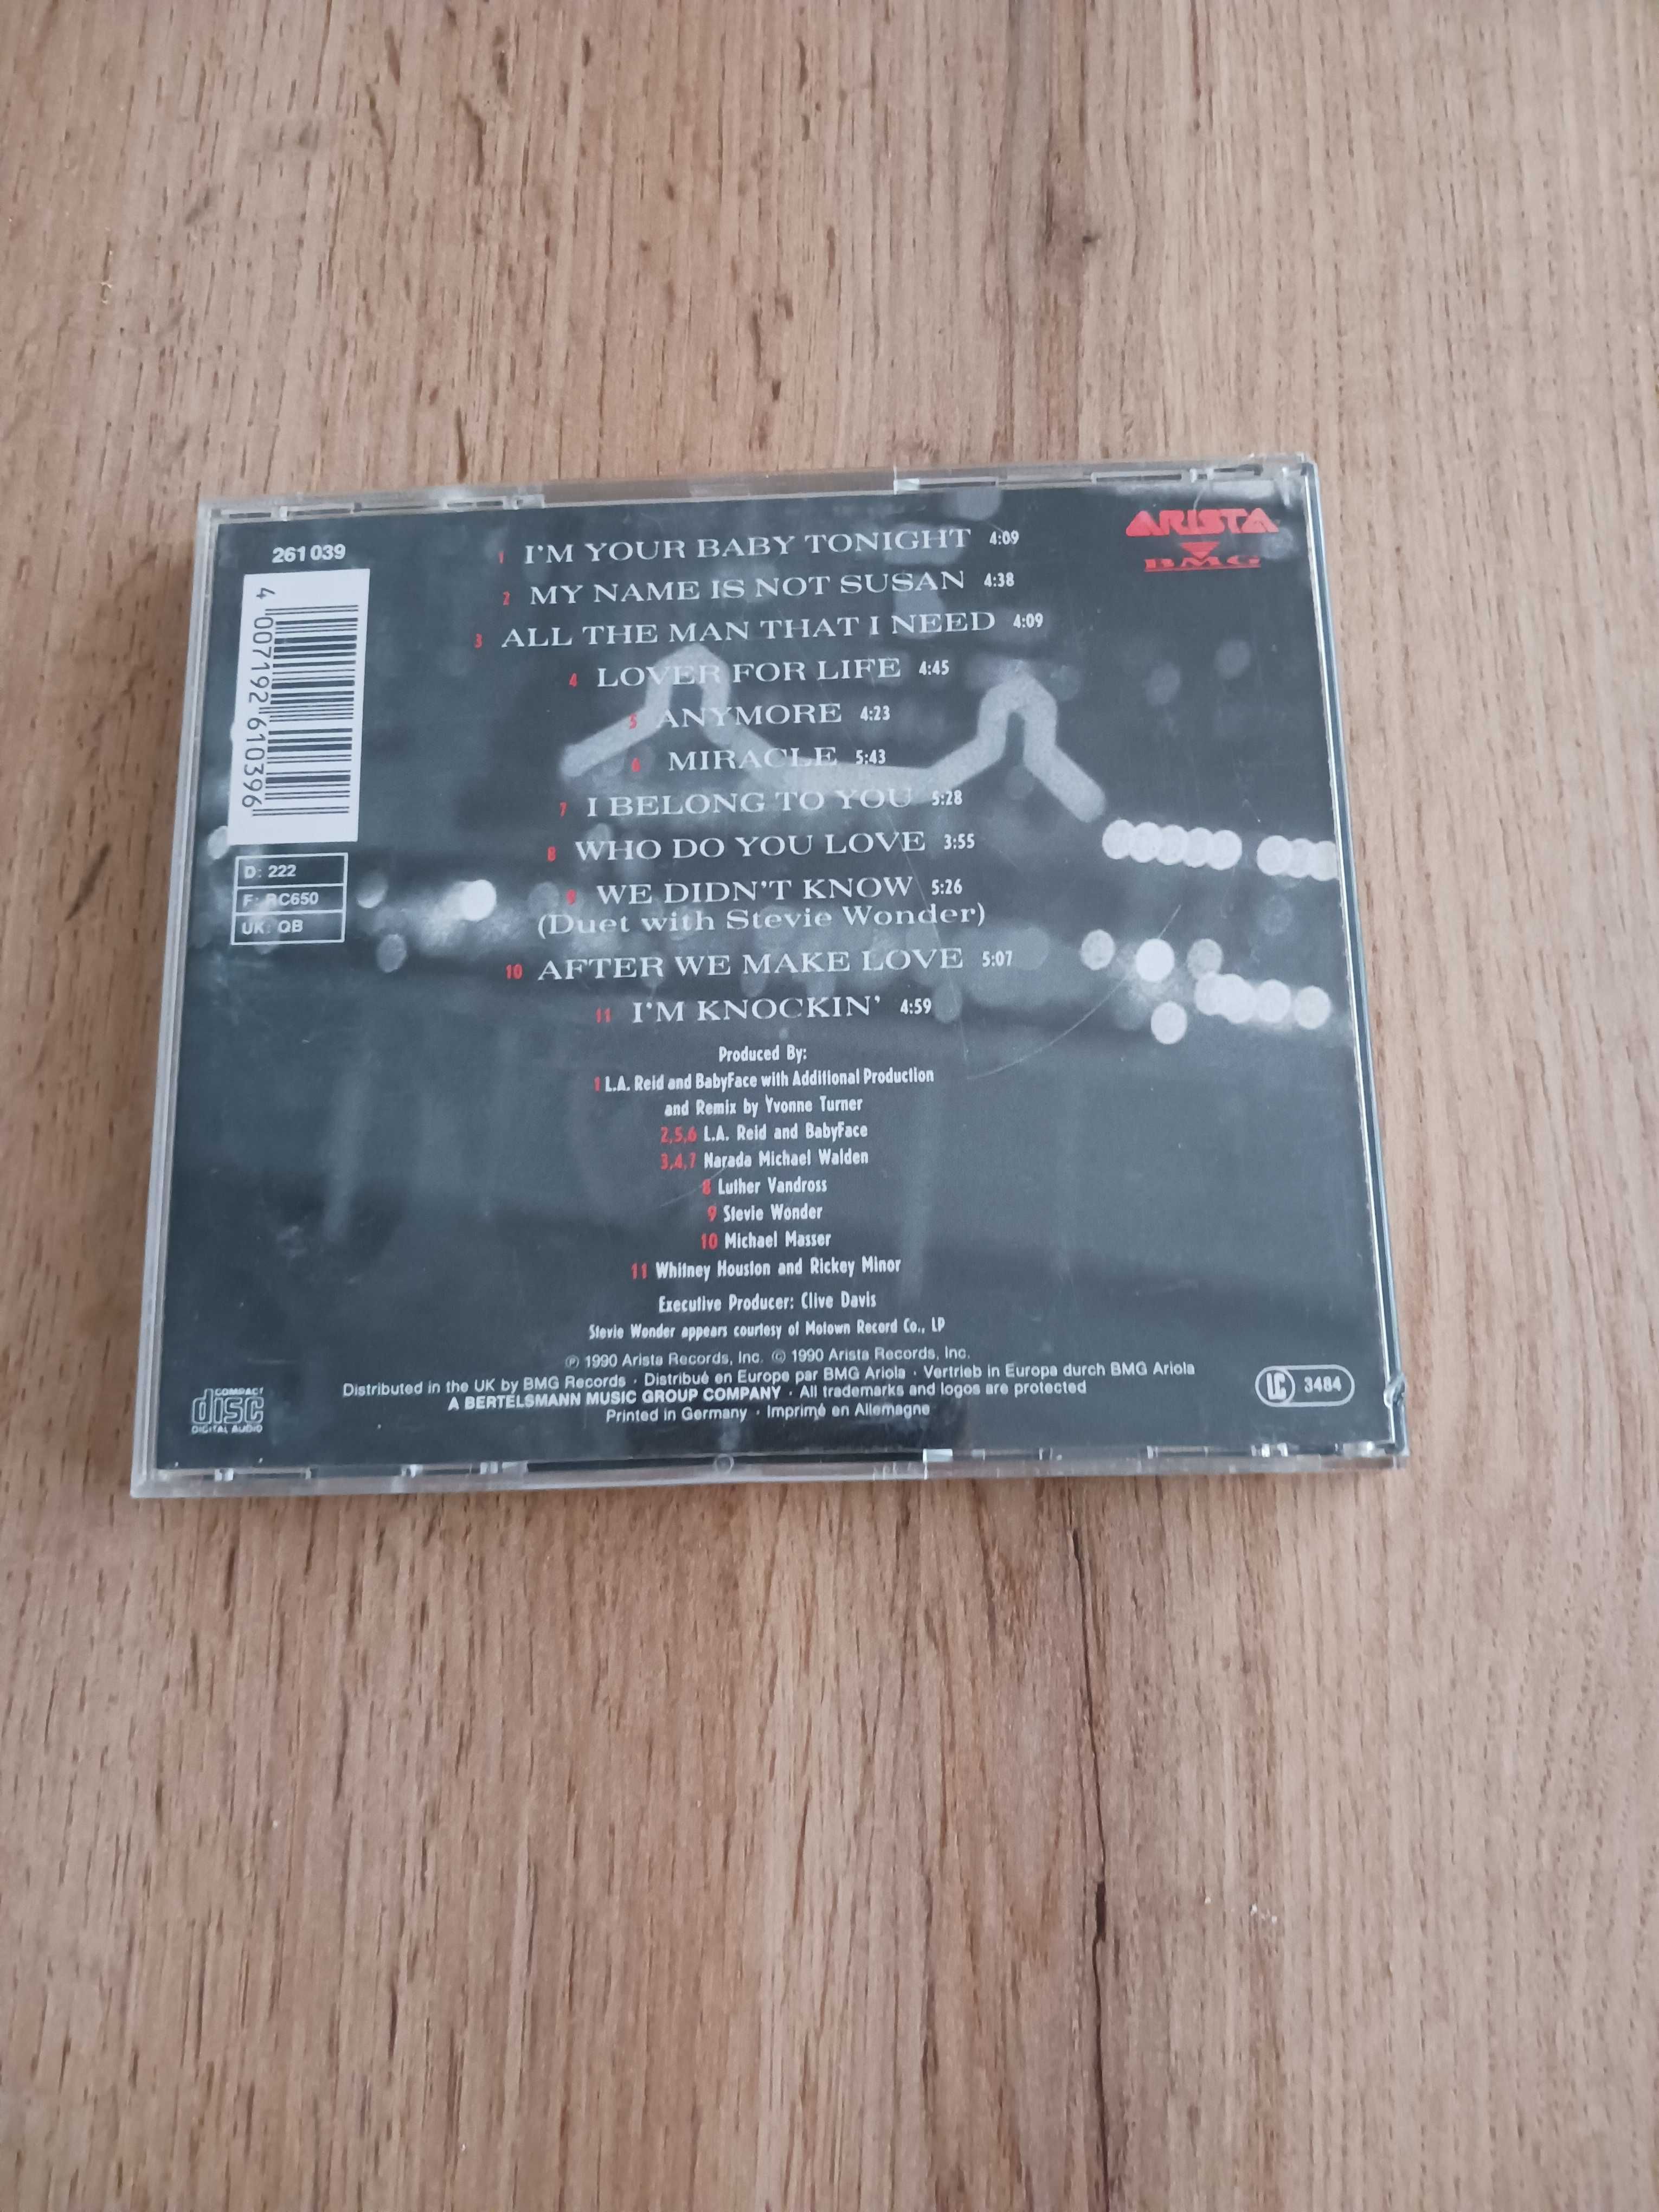 261 039
4 007192 610396
D: 222
F: RC650
UK: QB
ARISTA
BMG
1 I'M YOUR BABY TONIGHT 4:09
2 MY NAME IS NOT SUSAN 4:38
3 ALL THE MAN THAT I NEED 4:09
4 LOVER FOR LIFE 4:45
5 ANYMORE 4:23
6 MIRACLE 5:43
7 I BELONG TO YOU 5:28
8 WHO DO YOU LOVE 3:55
9 WE DIDN'T KNOW 5:26
(Duet with Stevie Wonder)
10 AFTER WE MAKE LOVE 5:07
11 I'M KNOCKIN' 4:59
Produced By:
1 L.A. Reid and BabyFace with Additional Production
and Remix by Yvonne Turner
2,5,6 L.A. Reid and BabyFace
3,4,7 Narada Michael Walden
8 Luther Vandross
9 Stevie Wonder
10 Michael Masser
11 Whitney Houston and Rickey Minor
Executive Producer: Clive Davis
Stevie Wonder appears courtesy of Motown Record Co., LP
℗ 1990 Arista Records, Inc. © 1990 Arista Records, Inc.
Distributed in the UK by BMG Records · Distribué en Europe par BMG Ariola · Vertrieb in Europa durch BMG Ariola
A BERTELSMANN MUSIC GROUP COMPANY · All trademarks and logos are protected
Printed in Germany · Imprimé en Allemagne
COMPACT
disc
DIGITAL AUDIO
LC 3484